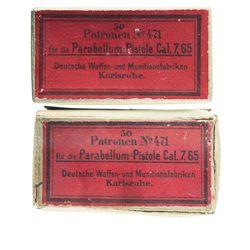 50
Patronen Nº 471
für die Parabellum-Pistole Cal. 7,65
Deutsche Waffen- und Munitionsfabriken
Karlsruhe.
50
Patronen Nº 471
für die Parabellum-Pistole Cal. 7,65
Deutsche Waffen- und Munitionsfabriken
Karlsruhe.